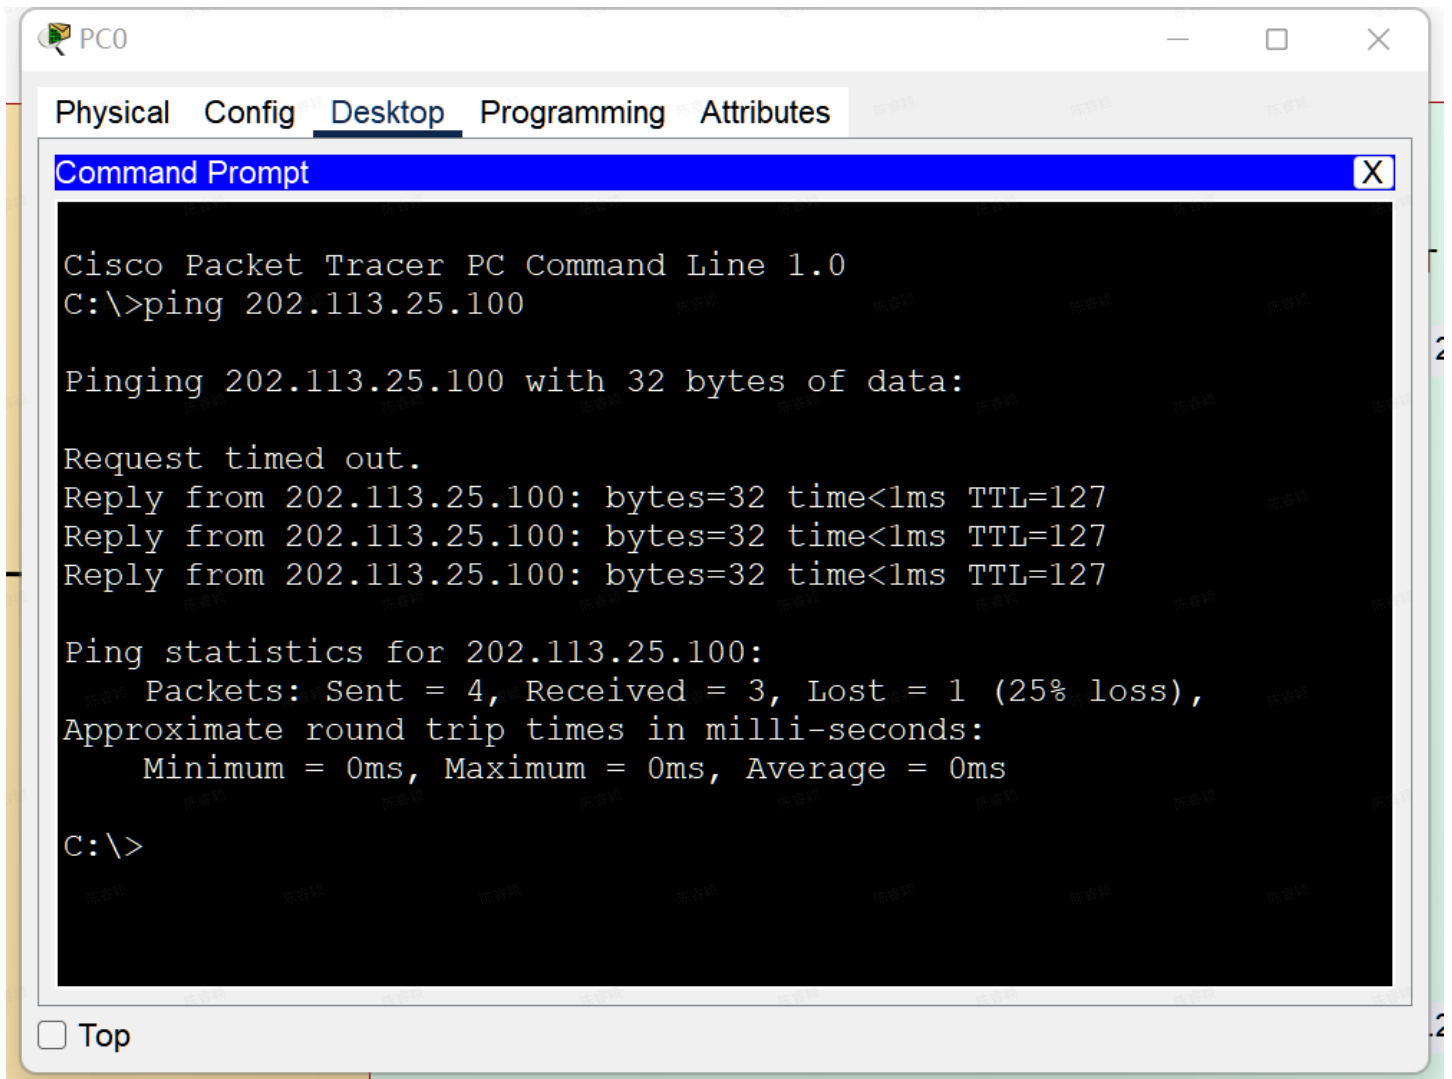 PC0
Physical Config Desktop Programming Attributes
Command Prompt X
Cisco Packet Tracer PC Command Line 1.0
C:\>ping 202.113.25.100
Pinging 202.113.25.100 with 32 bytes of data:
Request timed out.
Reply from 202.113.25.100: bytes=32 time<1ms TTL=127
Reply from 202.113.25.100: bytes=32 time<1ms TTL=127
Reply from 202.113.25.100: bytes=32 time<1ms TTL=127
Ping statistics for 202.113.25.100:
Packets: Sent = 4, Received = 3, Lost = 1 (25% loss),
Approximate round trip times in milli-seconds:
Minimum = 0ms, Maximum = 0ms, Average = 0ms
C:\>
Top